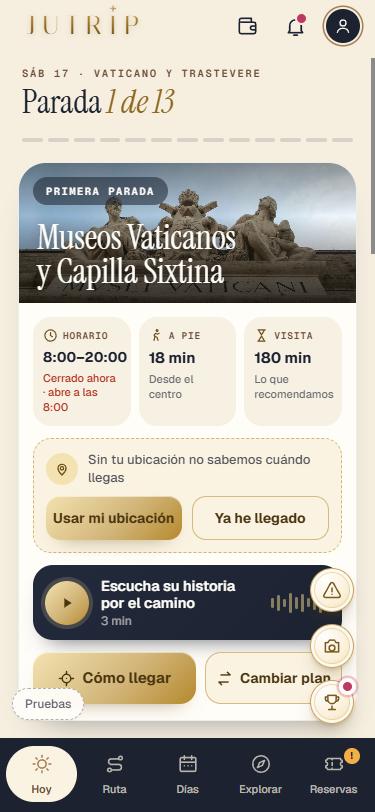 JUTRIP
SÁB 17 · VATICANO Y TRASTEVERE
Parada 1 de 13
PRIMERA PARADA
Museos Vaticanos
y Capilla Sixtina
HORARIO
8:00–20:00
Cerrado ahora
· abre a las
8:00
A PIE
18 min
Desde el
centro
VISITA
180 min
Lo que
recomendamos
Sin tu ubicación no sabemos cuándo
llegas
Usar mi ubicación
Ya he llegado
Escucha su historia
por el camino
3 min
Cómo llegar
Cambiar plan
Pruebas
Hoy
Ruta
Días
Explorar
!
Reservas